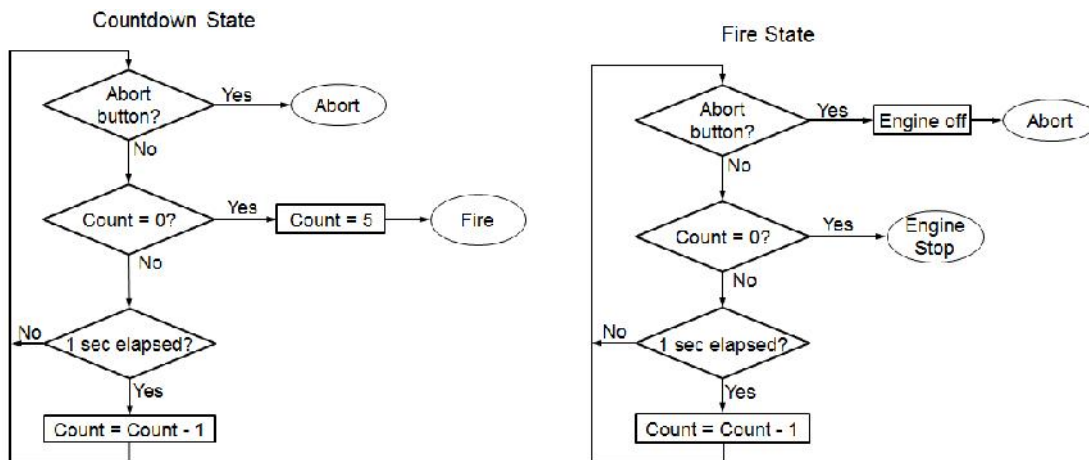 Countdown State
Abort
button?
Yes
Abort
No
Count = 0?
Yes
Count = 5
Fire
No
1 sec elapsed?
No
Yes
Count = Count - 1
Fire State
Abort
button?
Yes
Engine off
Abort
No
Count = 0?
Yes
Engine
Stop
No
1 sec elapsed?
No
Yes
Count = Count - 1